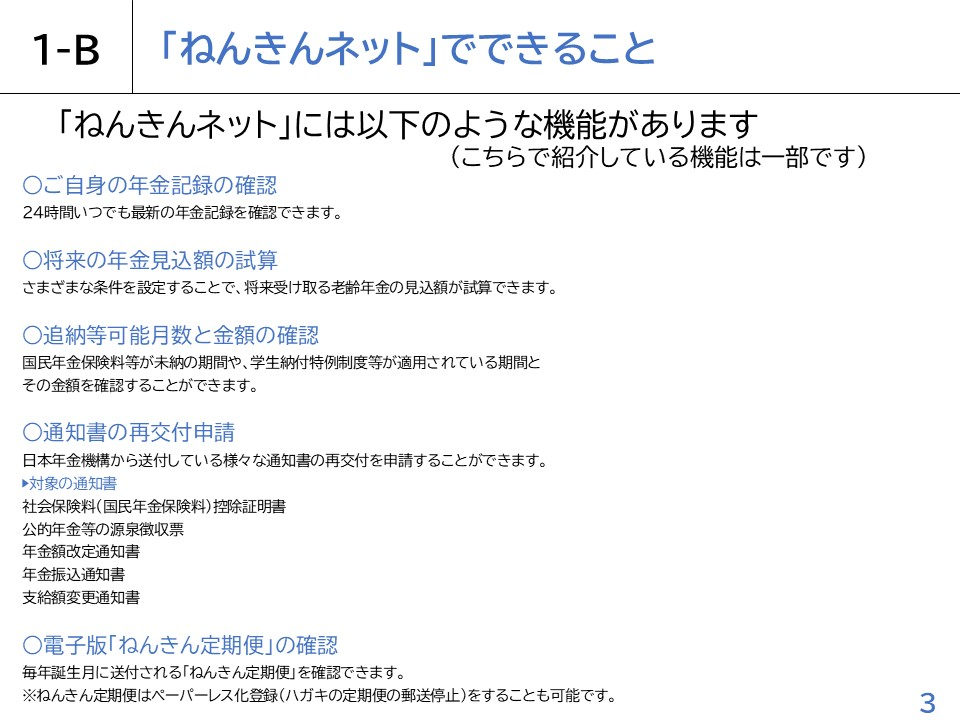 1-B
「ねんきんネット」でできること
「ねんきんネット」には以下のような機能があります
（こちらで紹介している機能は一部です）
〇ご自身の年金記録の確認
24時間いつでも最新の年金記録を確認できます。
〇将来の年金見込額の試算
さまざまな条件を設定することで、将来受け取る老齢年金の見込額が試算できます。
〇追納等可能月数と金額の確認
国民年金保険料等が未納の期間や、学生納付特例制度等が適用されている期間と
その金額を確認することができます。
〇通知書の再交付申請
日本年金機構から送付している様々な通知書の再交付を申請することができます。
▶対象の通知書
社会保険料（国民年金保険料）控除証明書
公的年金等の源泉徴収票
年金額改定通知書
年金振込通知書
支給額変更通知書
〇電子版「ねんきん定期便」の確認
毎年誕生月に送付される「ねんきん定期便」を確認できます。
※ねんきん定期便はペーパーレス化登録（ハガキの定期便の郵送停止）をすることも可能です。
3